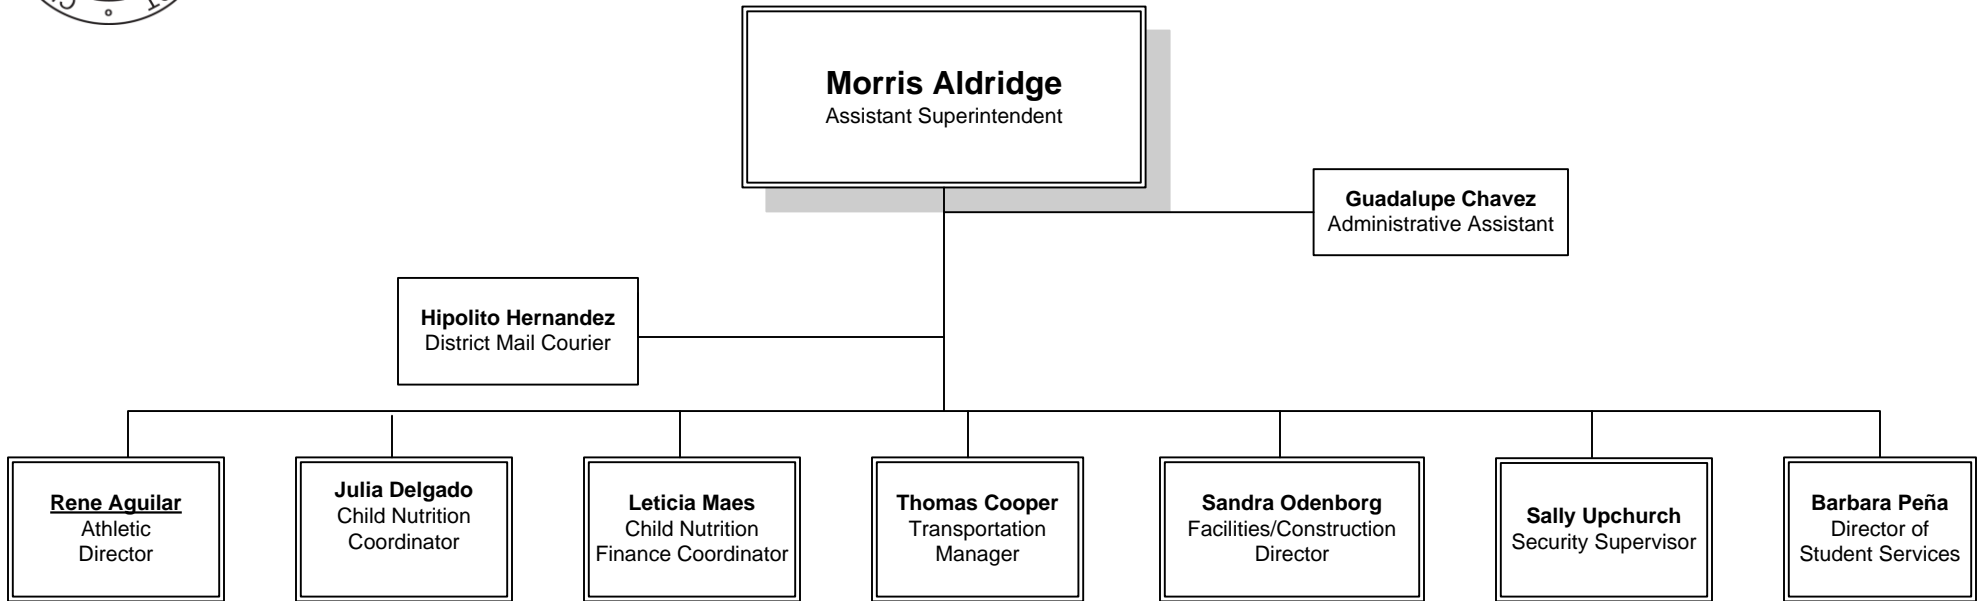 Morris Aldridge
Assistant Superintendent
Guadalupe Chavez
Administrative Assistant
Hipolito Hernandez
District Mail Courier
Rene Aguilar
Athletic
Director
Julia Delgado
Child Nutrition
Coordinator
Leticia Maes
Child Nutrition
Finance Coordinator
Thomas Cooper
Transportation
Manager
Sandra Odenborg
Facilities/Construction
Director
Sally Upchurch
Security Supervisor
Barbara Peña
Director of
Student Services